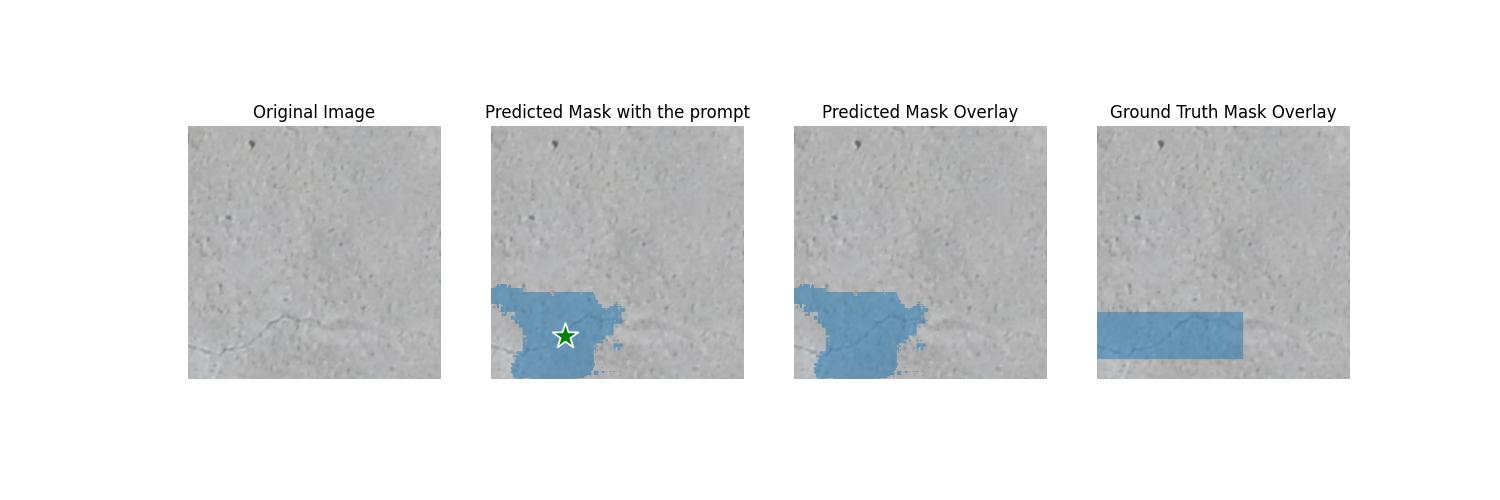 Original Image
Predicted Mask with the prompt
Predicted Mask Overlay
Ground Truth Mask Overlay